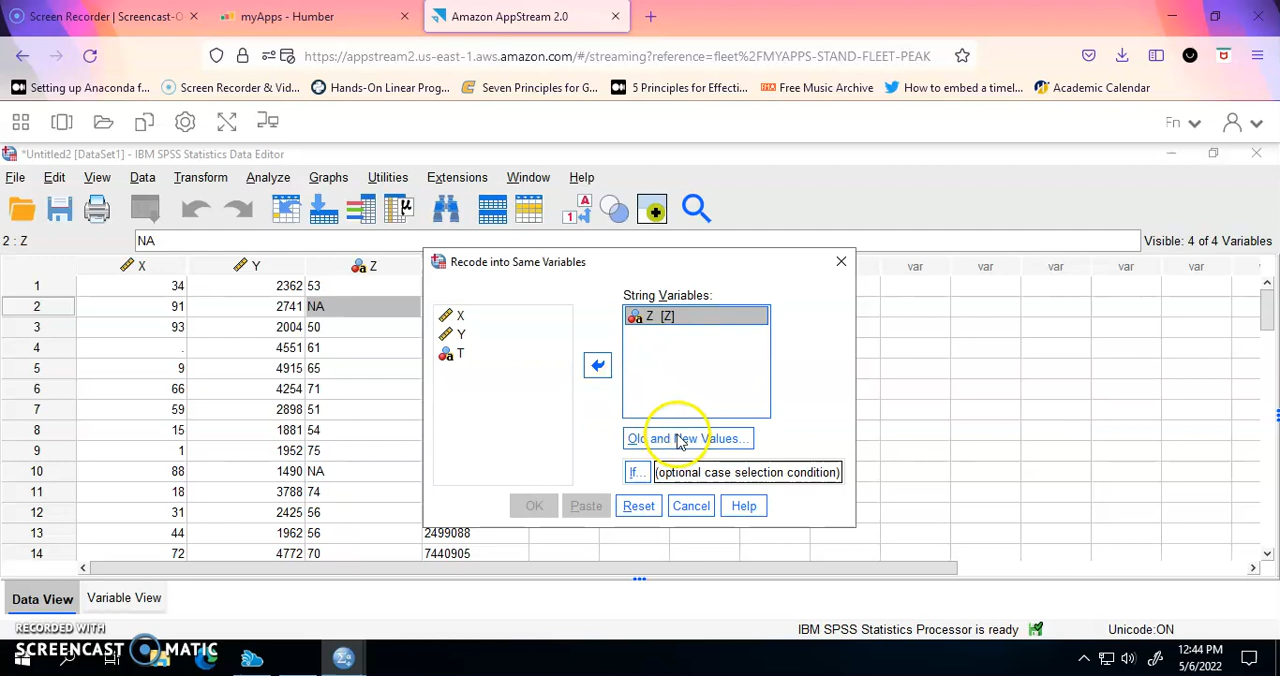 Screen Recorder | Screencast-O
myApps - Humber
Amazon AppStream 2.0
https://appstream2.us-east-1.aws.amazon.com/#/streaming?reference=fleet%2FMYAPPS-STAND-FLEET-PEAK
Setting up Anaconda f...
Screen Recorder & Vid...
Hands-On Linear Prog...
Seven Principles for G...
5 Principles for Effecti...
Free Music Archive
How to embed a timel...
Academic Calendar
Fn
*Untitled2 [DataSet1] - IBM SPSS Statistics Data Editor
File Edit View Data Transform Analyze Graphs Utilities Extensions Window Help
2 : Z
NA
Visible: 4 of 4 Variables
X Y Z var var var var var
1 34 2362 53
2 91 2741 NA
3 93 2004 50
4 . 4551 61
5 9 4915 65
6 66 4254 71
7 59 2898 51
8 15 1881 54
9 1 1952 75
10 88 1490 NA
11 18 3788 74
12 31 2425 56
13 44 1962 56 2499088
14 72 4772 70 7440905
Recode into Same Variables
String Variables:
X
Y
T
Z [Z]
Old and New Values...
If... (optional case selection condition)
OK Paste Reset Cancel Help
Data View Variable View
IBM SPSS Statistics Processor is ready
Unicode:ON
RECORDED WITH
SCREENCAST MATIC
12:44 PM
5/6/2022